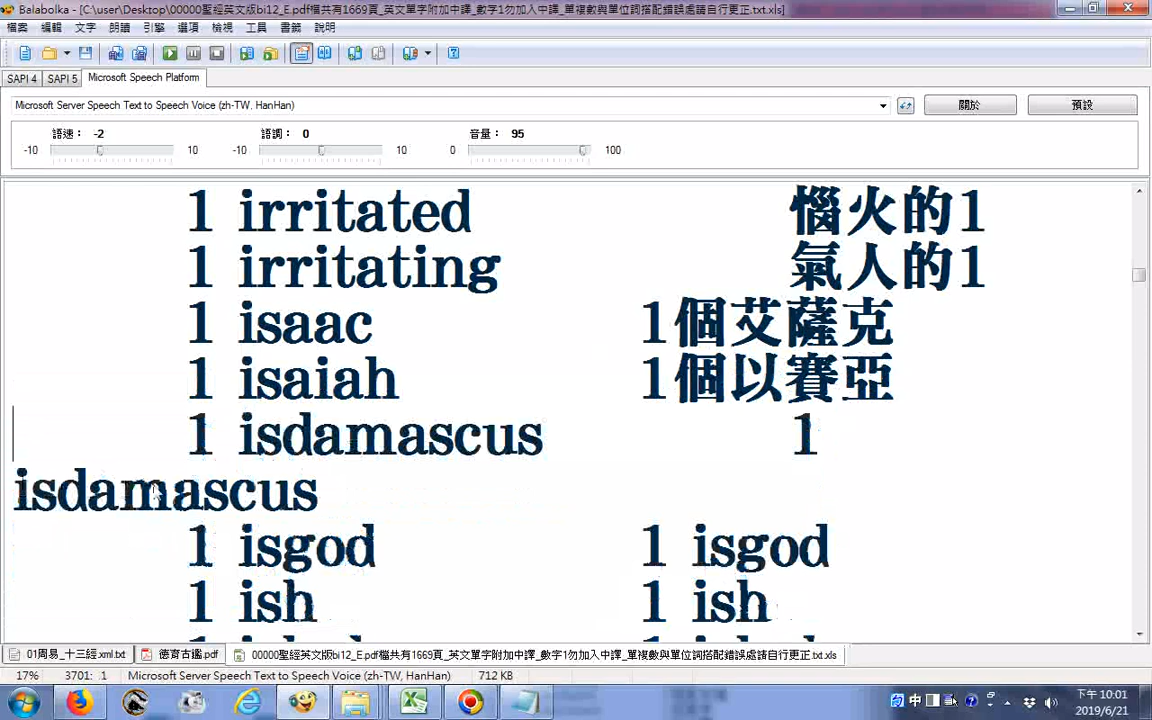 Balabolka - [C:\user\Desktop\00000聖經英文版bi12_E.pdf檔共有1669頁_英文單字附加中譯_數字1勿加入中譯_單複數與單位詞搭配錯誤處請自行更正.txt.xls]
檔案 編輯 文字 朗讀 引擎 選項 檢視 工具 書籤 說明
SAPI 4 SAPI 5 Microsoft Speech Platform
Microsoft Server Speech Text to Speech Voice (zh-TW, HanHan) 關於 預設
語速： -2 語調： 0 音量： 95
-10 10 -10 10 0 100
1 irritated 惱火的1
1 irritating 氣人的1
1 isaac 1個艾薩克
1 isaiah 1個以賽亞
1 isdamascus 1
isdamascus
1 isgod 1 isgod
1 ish 1 ish
01周易_十三經.xml.txt 德育古鑑.pdf 00000聖經英文版bi12_E.pdf檔共有1669頁_英文單字附加中譯_數字1勿加入中譯_單複數與單位詞搭配錯誤處請自行更正.txt.xls
17% 3701: 1 Microsoft Server Speech Text to Speech Voice (zh-TW, HanHan) 712 KB
中 下午 10:01
2019/6/21